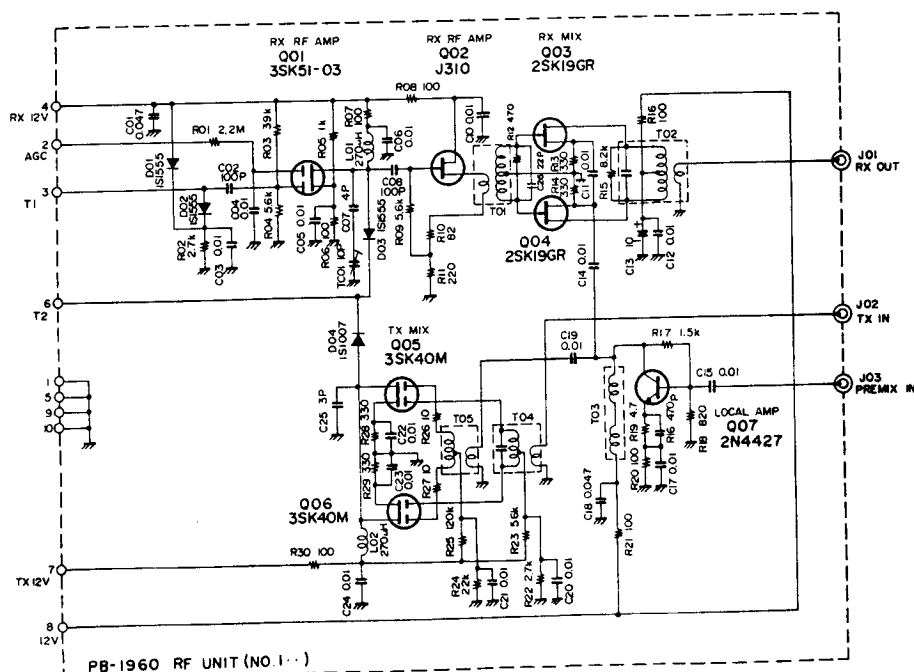 RX RF AMP
Q01
3SK51-03
RX RF AMP
Q02
J310
RX MIX
Q03
2SK19GR
4
RX 12V
2
AGC
3
T1
6
T2
1
5
9
10
7
TX12V
8
12V
C01
0.047
R01 2.2M
D01
1S1555
D02
1S1555
C02
R02
2.7k
C03 0.01
C04 0.01
R03 39k
R04 5.6k
R05 1k
C05 0.01
R06 100
TC01 10P
C07 4P
R07
100
L01
270μH
C06
0.01
D03 1S1555
R08 100
C08
100P
R09 5.6k
R10
82
R11
220
C10 0.01
T01
R12 470
C26 22P
R13
330
R14
330
C11
0.01
R15
8.2k
Q04
2SK19GR
C14 0.01
R16
100
T02
C13 10
+
C12 0.01
J01
RX OUT
J02
TX IN
J03
PREMIX IN
D04
1S1007
TX MIX
Q05
3SK40M
C25 3P
R28 330
R29 330
C22
0.01
C23
0.01
R26 10
R27 10
T05
T04
Q06
3SK40M
L02
270μH
R30 100
C24 0.01
R25 120k
R24
22k
C21 0.01
R23 56k
R22 2.7k
C20 0.01
C19
0.01
T03
R17 1.5k
C15 0.01
R18 820
R19 4.7
R16 470P
R20 100
C17 0.01
LOCAL AMP
Q07
2N4427
C18 0.047
R21 100
PB-1960 RF UNIT (NO.1··)